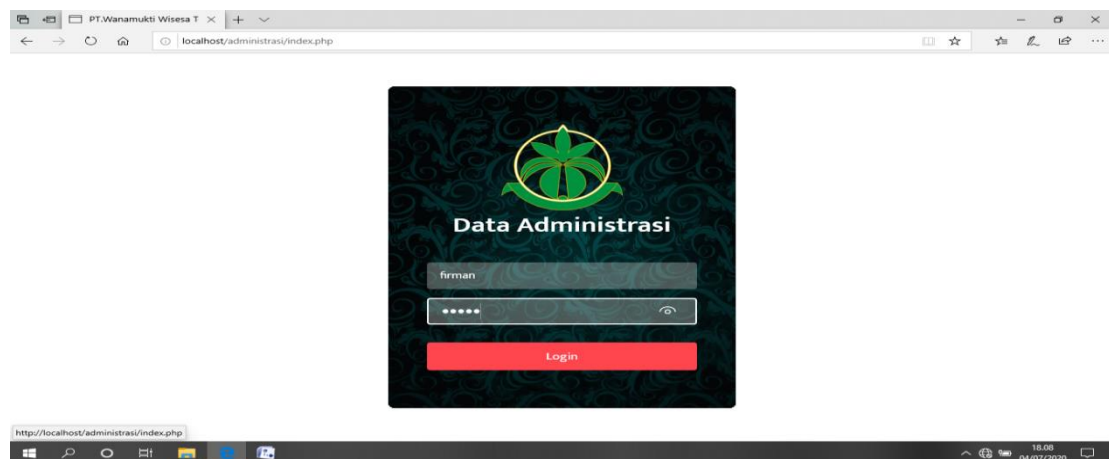 PT.Wanamukti Wisesa T
localhost/administrasi/index.php
Data Administrasi
firman
Login
http://localhost/administrasi/index.php
18.08
04/07/2020